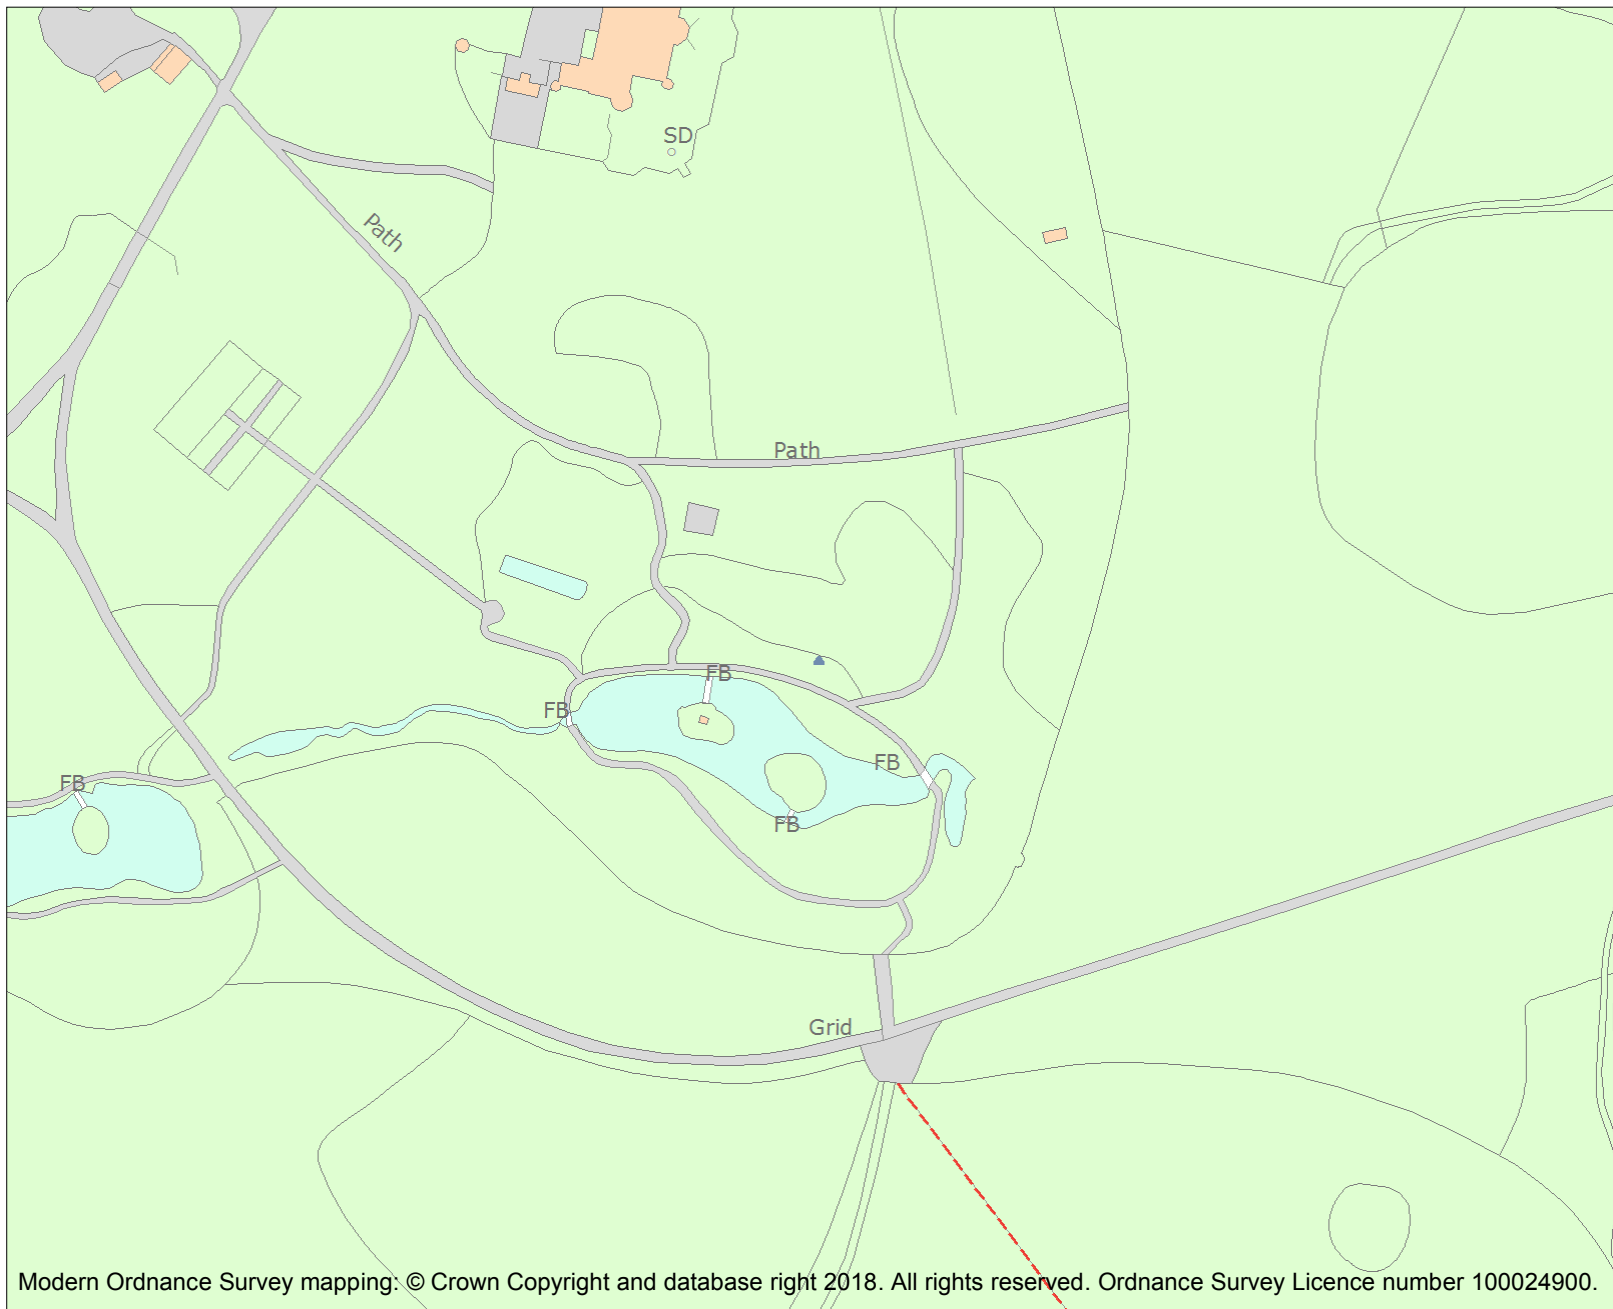 SD
Path
Path
FB
FB
FB
FB
FB
Grid
Modern Ordnance Survey mapping: © Crown Copyright and database right 2018. All rights reserved. Ordnance Survey Licence number 100024900.